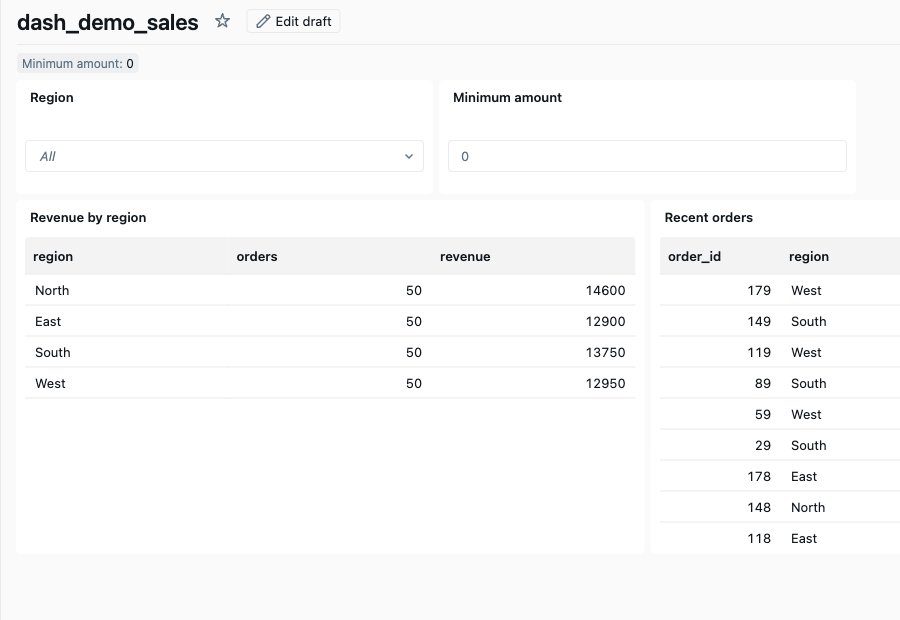 dash_demo_sales Edit draft
Minimum amount: 0
Region Minimum amount
All 0
Revenue by region Recent orders
region orders revenue order_id region
North 50 14600 179 West
East 50 12900 149 South
South 50 13750 119 West
West 50 12950 89 South
59 West
29 South
178 East
148 North
118 East